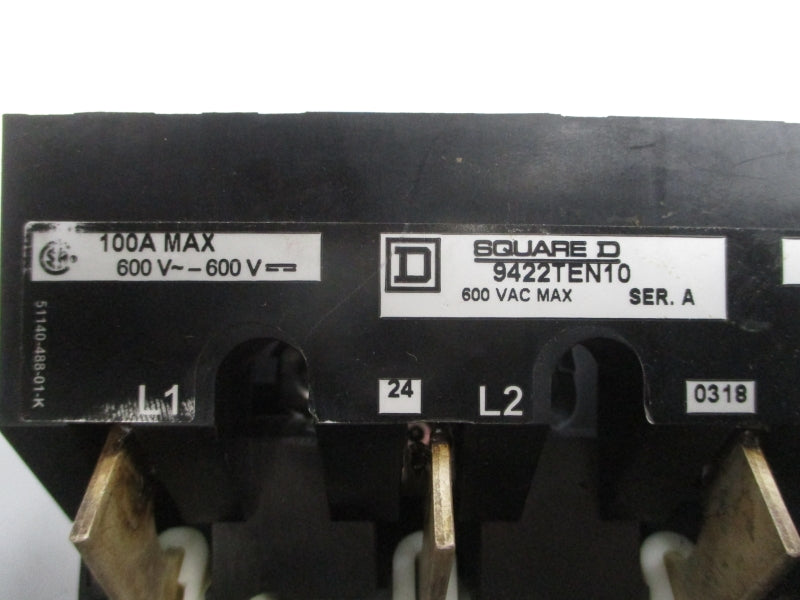 100A MAX
600 V~ – 600 V⎓
D
SQUARE D
9422TEN10
600 VAC MAX SER. A
51140-488-01-K
L1
24
L2
0318